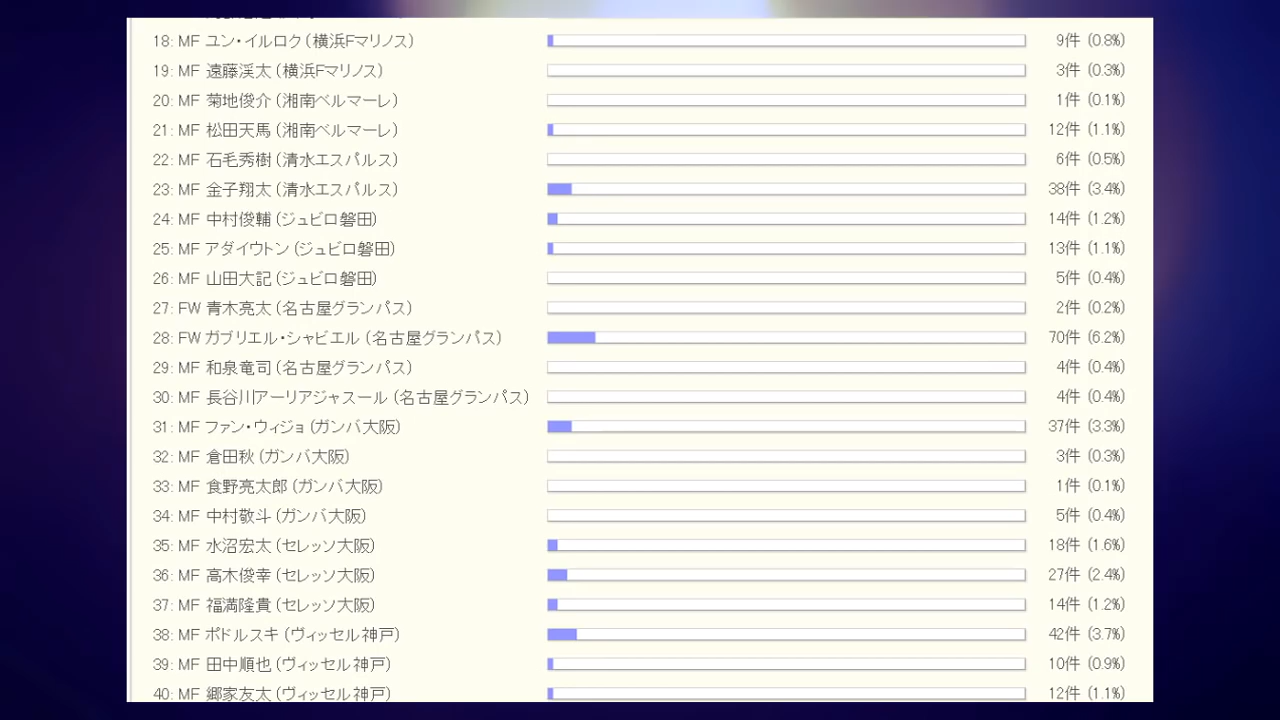 18: MF ユン・イルロク (横浜Fマリノス) 9件 (0.8%)
19: MF 遠藤渓太 (横浜Fマリノス) 3件 (0.3%)
20: MF 菊地俊介 (湘南ベルマーレ) 1件 (0.1%)
21: MF 松田天馬 (湘南ベルマーレ) 12件 (1.1%)
22: MF 石毛秀樹 (清水エスパルス) 6件 (0.5%)
23: MF 金子翔太 (清水エスパルス) 38件 (3.4%)
24: MF 中村俊輔 (ジュビロ磐田) 14件 (1.2%)
25: MF アダイウトン (ジュビロ磐田) 13件 (1.1%)
26: MF 山田大記 (ジュビロ磐田) 5件 (0.4%)
27: FW 青木亮太 (名古屋グランパス) 2件 (0.2%)
28: FW ガブリエル・シャビエル (名古屋グランパス) 70件 (6.2%)
29: MF 和泉竜司 (名古屋グランパス) 4件 (0.4%)
30: MF 長谷川アーリアジャスール (名古屋グランパス) 4件 (0.4%)
31: MF ファン・ウィジョ (ガンバ大阪) 37件 (3.3%)
32: MF 倉田秋 (ガンバ大阪) 3件 (0.3%)
33: MF 食野亮太郎 (ガンバ大阪) 1件 (0.1%)
34: MF 中村敬斗 (ガンバ大阪) 5件 (0.4%)
35: MF 水沼宏太 (セレッソ大阪) 18件 (1.6%)
36: MF 高木俊幸 (セレッソ大阪) 27件 (2.4%)
37: MF 福満隆貴 (セレッソ大阪) 14件 (1.2%)
38: MF ポドルスキ (ヴィッセル神戸) 42件 (3.7%)
39: MF 田中順也 (ヴィッセル神戸) 10件 (0.9%)
40: MF 郷家友太 (ヴィッセル神戸) 12件 (1.1%)